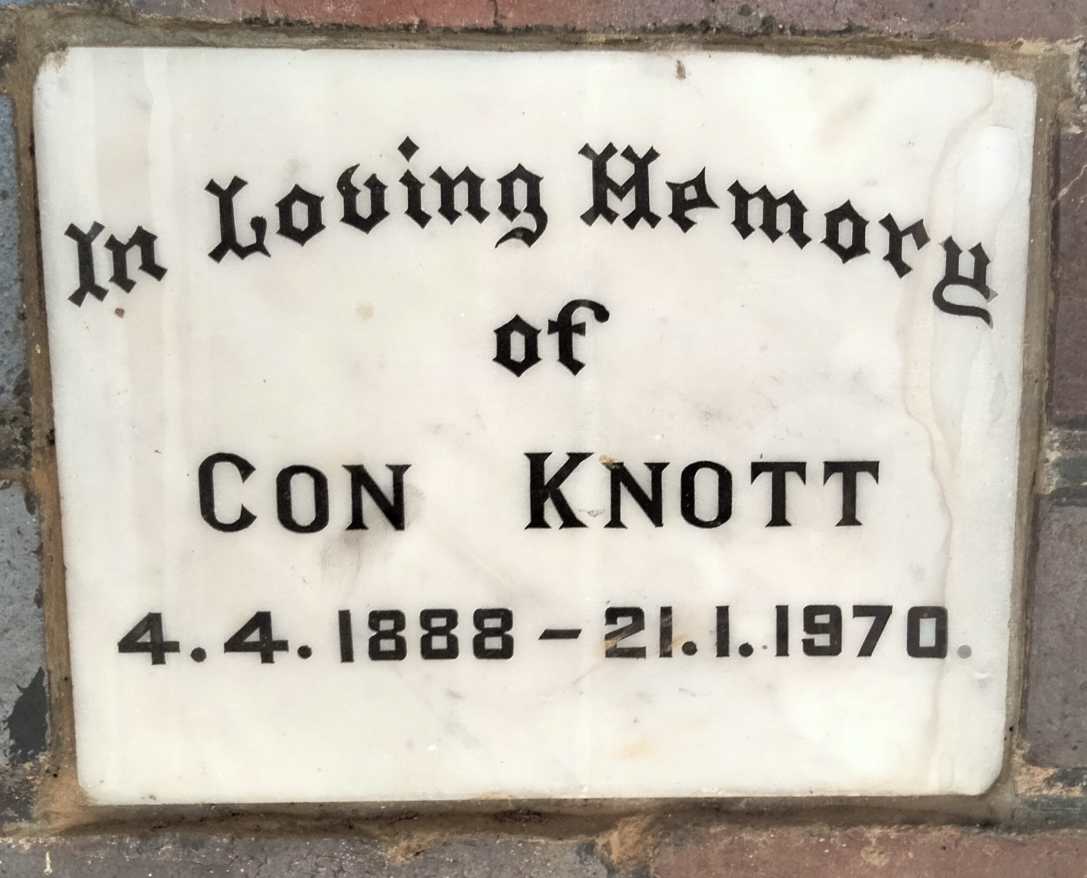 In Loving Memory
of
CON KNOTT
4.4.1888 - 21.1.1970.